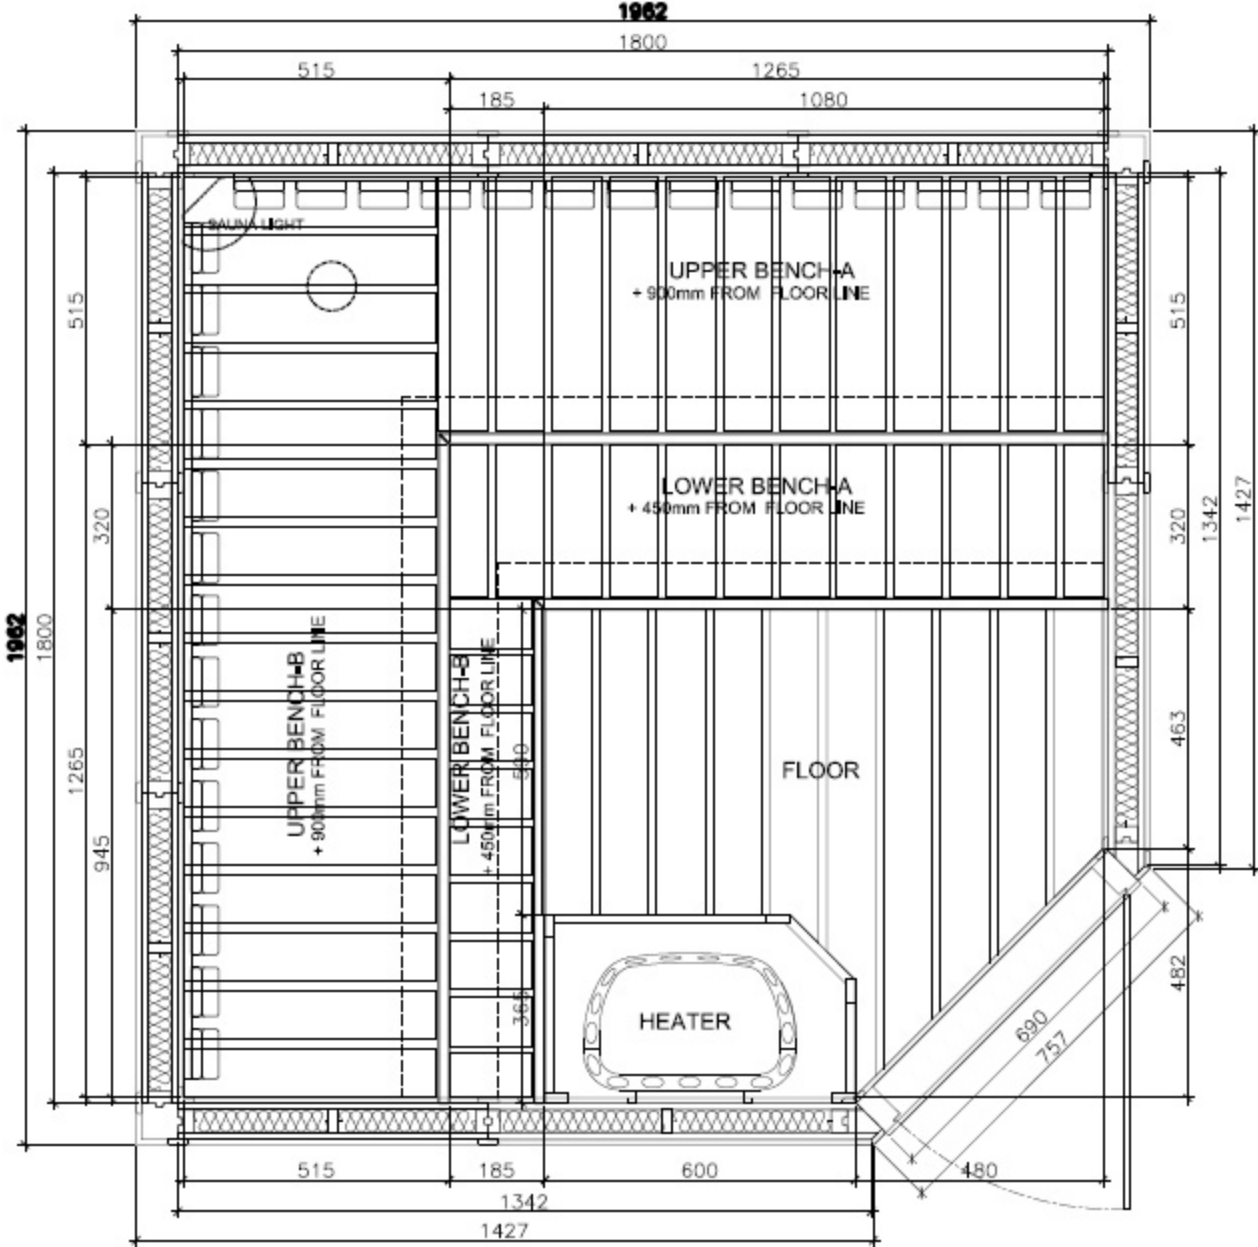 1962
1800
515
1265
185
1080
SAUNA LIGHT
UPPER BENCH-A
+ 900mm FROM FLOOR LINE
515
515
LOWER BENCH-A
+ 450mm FROM FLOOR LINE
320
320
1342
1427
1962
1800
1265
945
UPPER BENCH-B
+ 900mm FROM FLOOR LINE
LOWER BENCH-B
+ 450mm FROM FLOOR LINE
463
FLOOR
365
HEATER
482
690
757
515
185
600
480
1342
1427